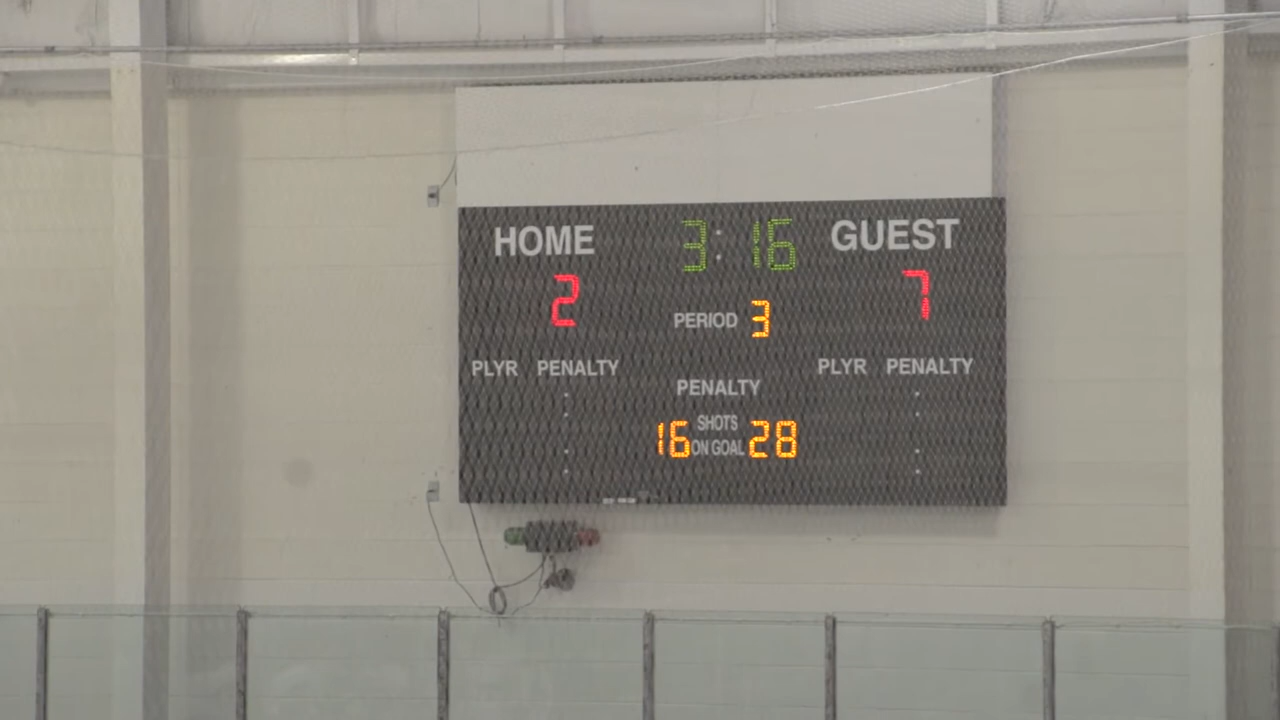 HOME 3:16 GUEST
2 7
PERIOD 3
PLYR PENALTY PLYR PENALTY
PENALTY
16 SHOTS ON GOAL 28